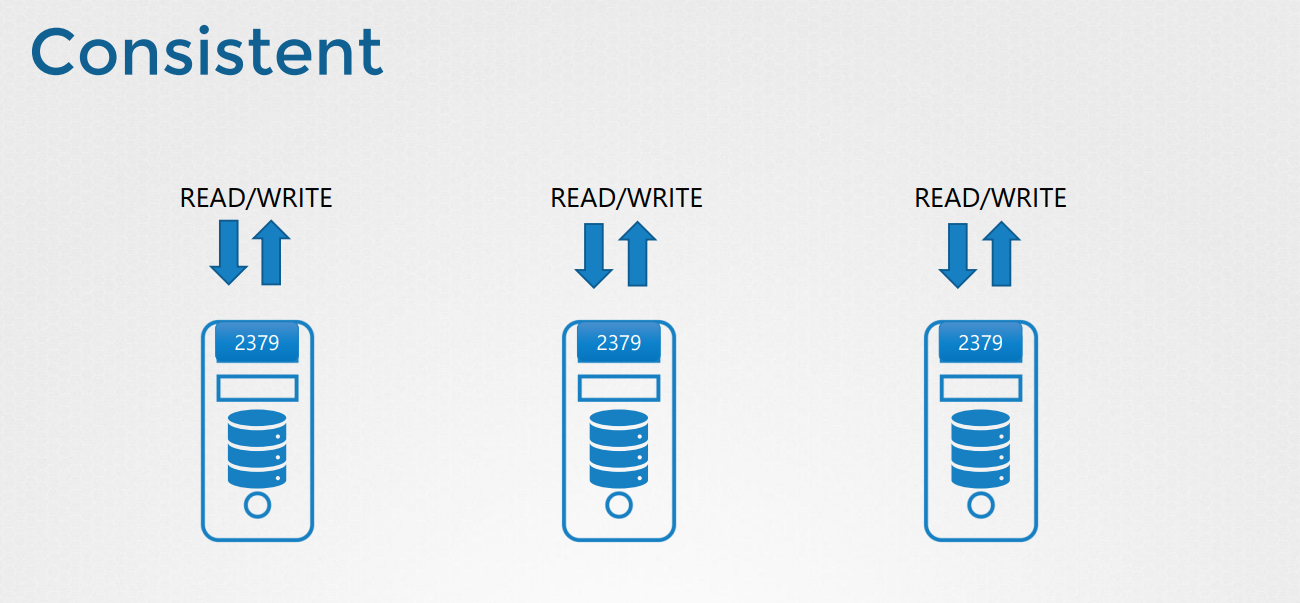 Consistent
READ/WRITE
READ/WRITE
READ/WRITE
2379
2379
2379